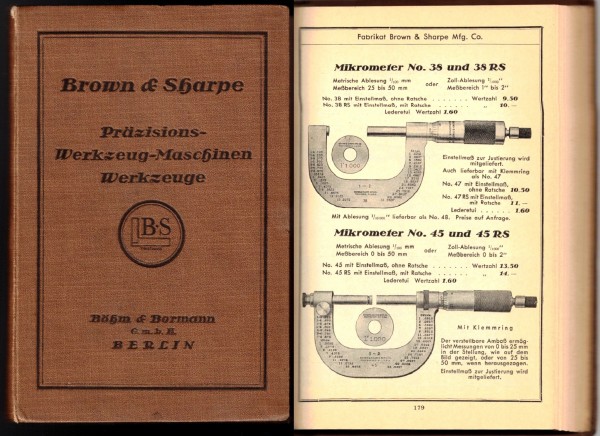 Brown & Sharpe
Präzisions-
Werkzeug-Maschinen
Werkzeuge
B·S
Böhm & Bormann
G.m.b.H.
BERLIN
Fabrikat Brown & Sharpe Mfg. Co.
Mikrometer No. 38 und 38 RS
Metrische Ablesung 1/100 mm oder Zoll-Ablesung 1/1000"
Meßbereich 25 bis 50 mm Meßbereich 1" bis 2"
No. 38 mit Einstellmaß, ohne Ratsche . . . . . . . Wertzahl 9.50
No. 38 RS mit Einstellmaß, mit Ratsche . . . . . . . „ 10.—
Lederetui Wertzahl 1.60
Einstellmaß zur Justierung wird
mitgeliefert.
Auch lieferbar mit Klemmring
als No. 47
No. 47 mit Einstellmaß,
ohne Ratsche 10.50
No. 47 RS mit Einstellmaß,
mit Ratsche 11.—
Lederetui . . . . . . 1.60
Mit Ablesung lieferbar als No. 48. Preise auf Anfrage.
Mikrometer No. 45 und 45 RS
Metrische Ablesung 1/100 mm oder Zoll-Ablesung 1/1000"
Meßbereich 0 bis 50 mm Meßbereich 0 bis 2"
No. 45 mit Einstellmaß, ohne Ratsche . . . . . . . Wertzahl 13.50
No. 45 RS mit Einstellmaß, mit Ratsche . . . . . . . „ 14.—
Lederetui Wertzahl 1.60
Mit Klemmring
Der verstellbare Amboß ermög-
licht Messungen von 0 bis 25 mm
in der Stellung, wie auf dem
Bild gezeigt, oder von 25 bis
50 mm, wenn herausgezogen.
Einstellmaß zur Justierung wird
mitgeliefert.
179